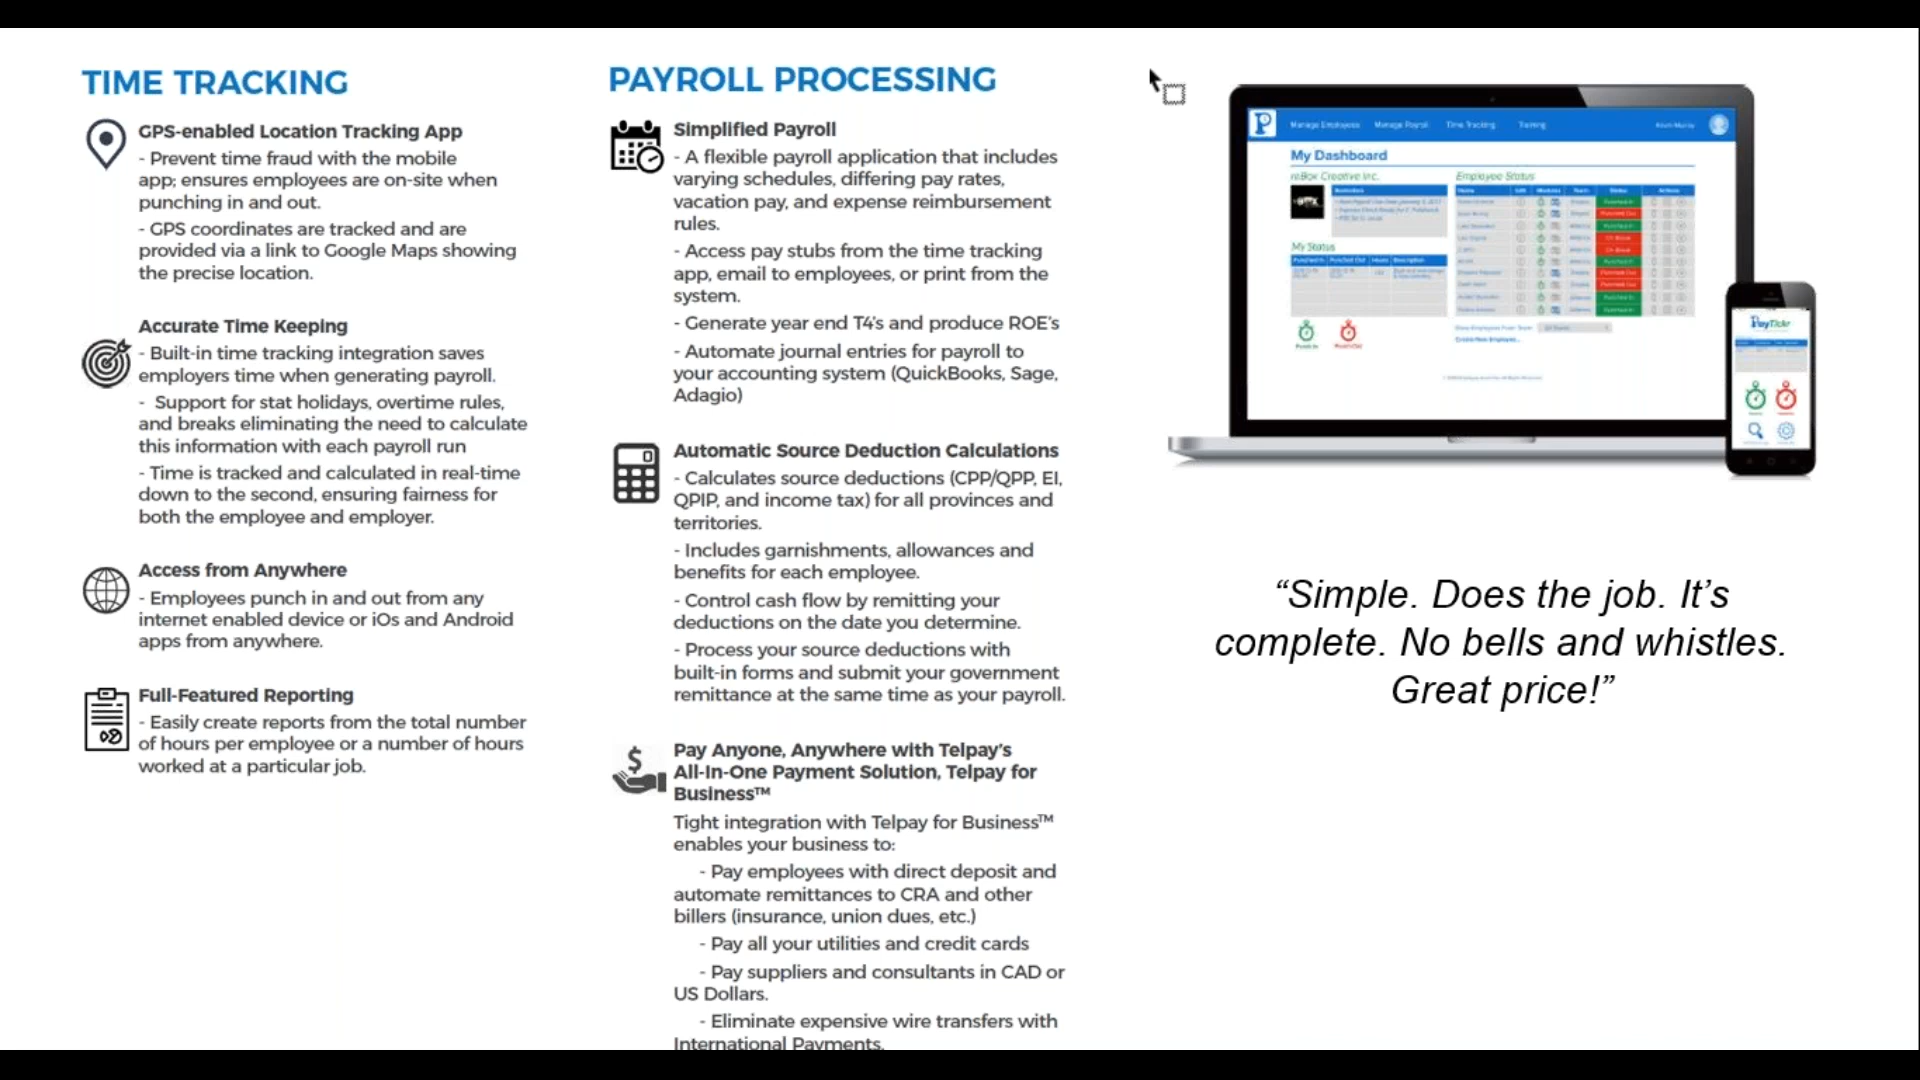 TIME TRACKING
GPS-enabled Location Tracking App
- Prevent time fraud with the mobile
app; ensures employees are on-site when
punching in and out.
- GPS coordinates are tracked and are
provided via a link to Google Maps showing
the precise location.
Accurate Time Keeping
- Built-in time tracking integration saves
employers time when generating payroll.
- Support for stat holidays, overtime rules,
and breaks eliminating the need to calculate
this information with each payroll run
- Time is tracked and calculated in real-time
down to the second, ensuring fairness for
both the employee and employer.
Access from Anywhere
- Employees punch in and out from any
internet enabled device or iOs and Android
apps from anywhere.
Full-Featured Reporting
- Easily create reports from the total number
of hours per employee or a number of hours
worked at a particular job.
PAYROLL PROCESSING
Simplified Payroll
- A flexible payroll application that includes
varying schedules, differing pay rates,
vacation pay, and expense reimbursement
rules.
- Access pay stubs from the time tracking
app, email to employees, or print from the
system.
- Generate year end T4's and produce ROE's
- Automate journal entries for payroll to
your accounting system (QuickBooks, Sage,
Adagio)
Automatic Source Deduction Calculations
- Calculates source deductions (CPP/QPP, EI,
QPIP, and income tax) for all provinces and
territories.
- Includes garnishments, allowances and
benefits for each employee.
- Control cash flow by remitting your
deductions on the date you determine.
- Process your source deductions with
built-in forms and submit your government
remittance at the same time as your payroll.
Pay Anyone, Anywhere with Telpay's
All-In-One Payment Solution, Telpay for
Business™
Tight integration with Telpay for Business™
enables your business to:
- Pay employees with direct deposit and
automate remittances to CRA and other
billers (insurance, union dues, etc.)
- Pay all your utilities and credit cards
- Pay suppliers and consultants in CAD or
US Dollars.
- Eliminate expensive wire transfers with
International Payments.
Manage Employees Manage Payroll Time Tracking Training
My Dashboard
Employee Status
My Status
Punched In Punched Out Hours Description
PayTickr
“Simple. Does the job. It’s
complete. No bells and whistles.
Great price!”